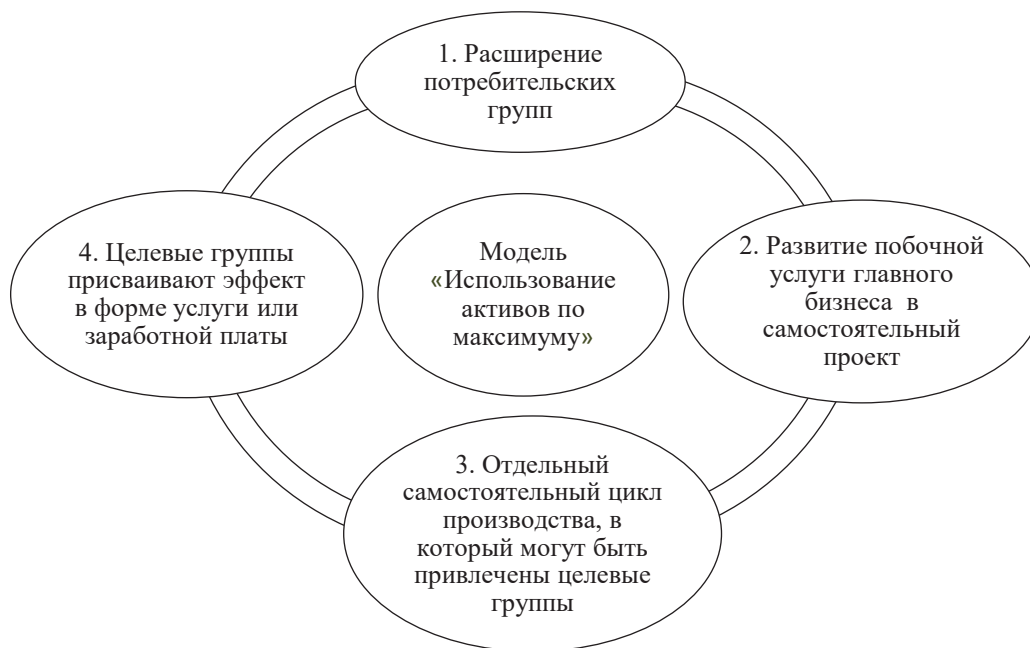 1. Расширение
потребительских
групп
2. Развитие побочной
услуги главного
бизнеса в
самостоятельный
проект
3. Отдельный
самостоятельный цикл
производства, в
который могут быть
привлечены целевые
группы
4. Целевые группы
присваивают эффект
в форме услуги или
заработной платы
Модель
«Использование
активов по
максимуму»